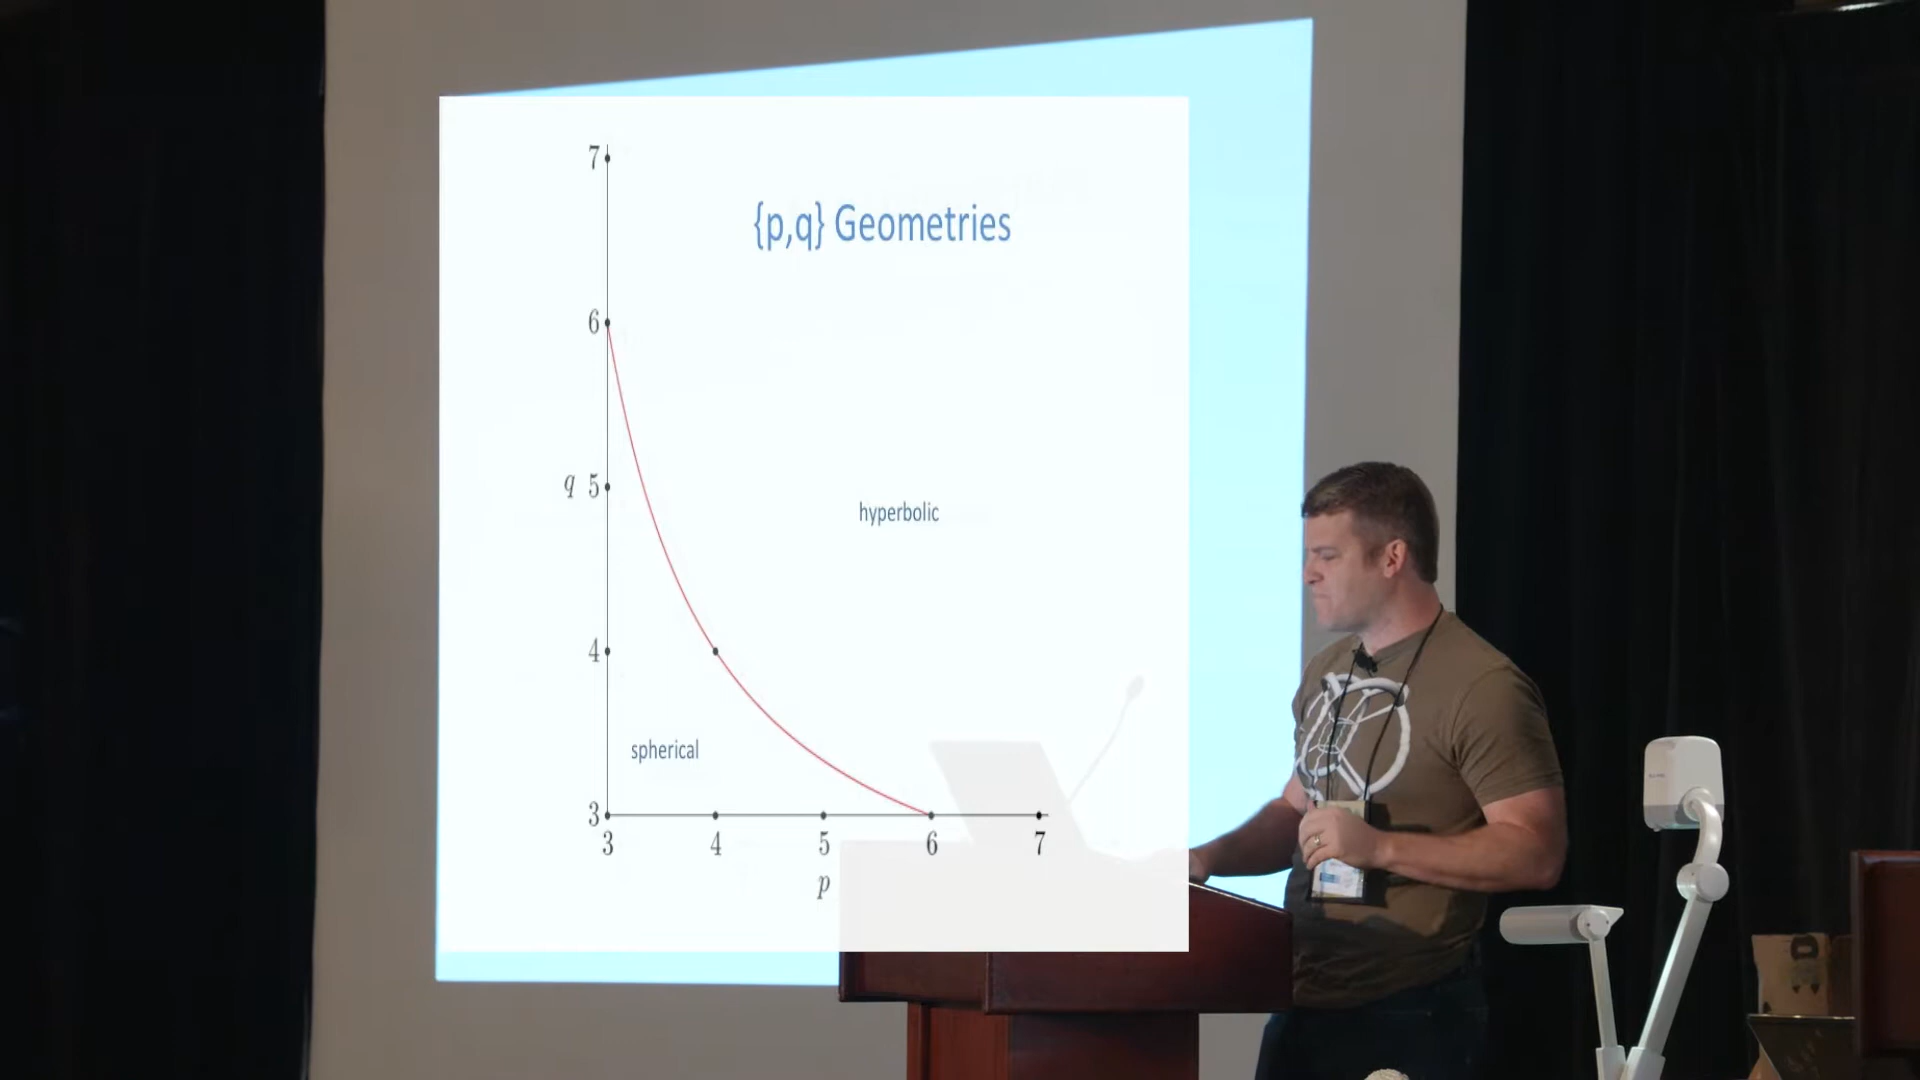 7
{p,q} Geometries
6
q 5
hyperbolic
4
spherical
3
3 4 5 6 7
p